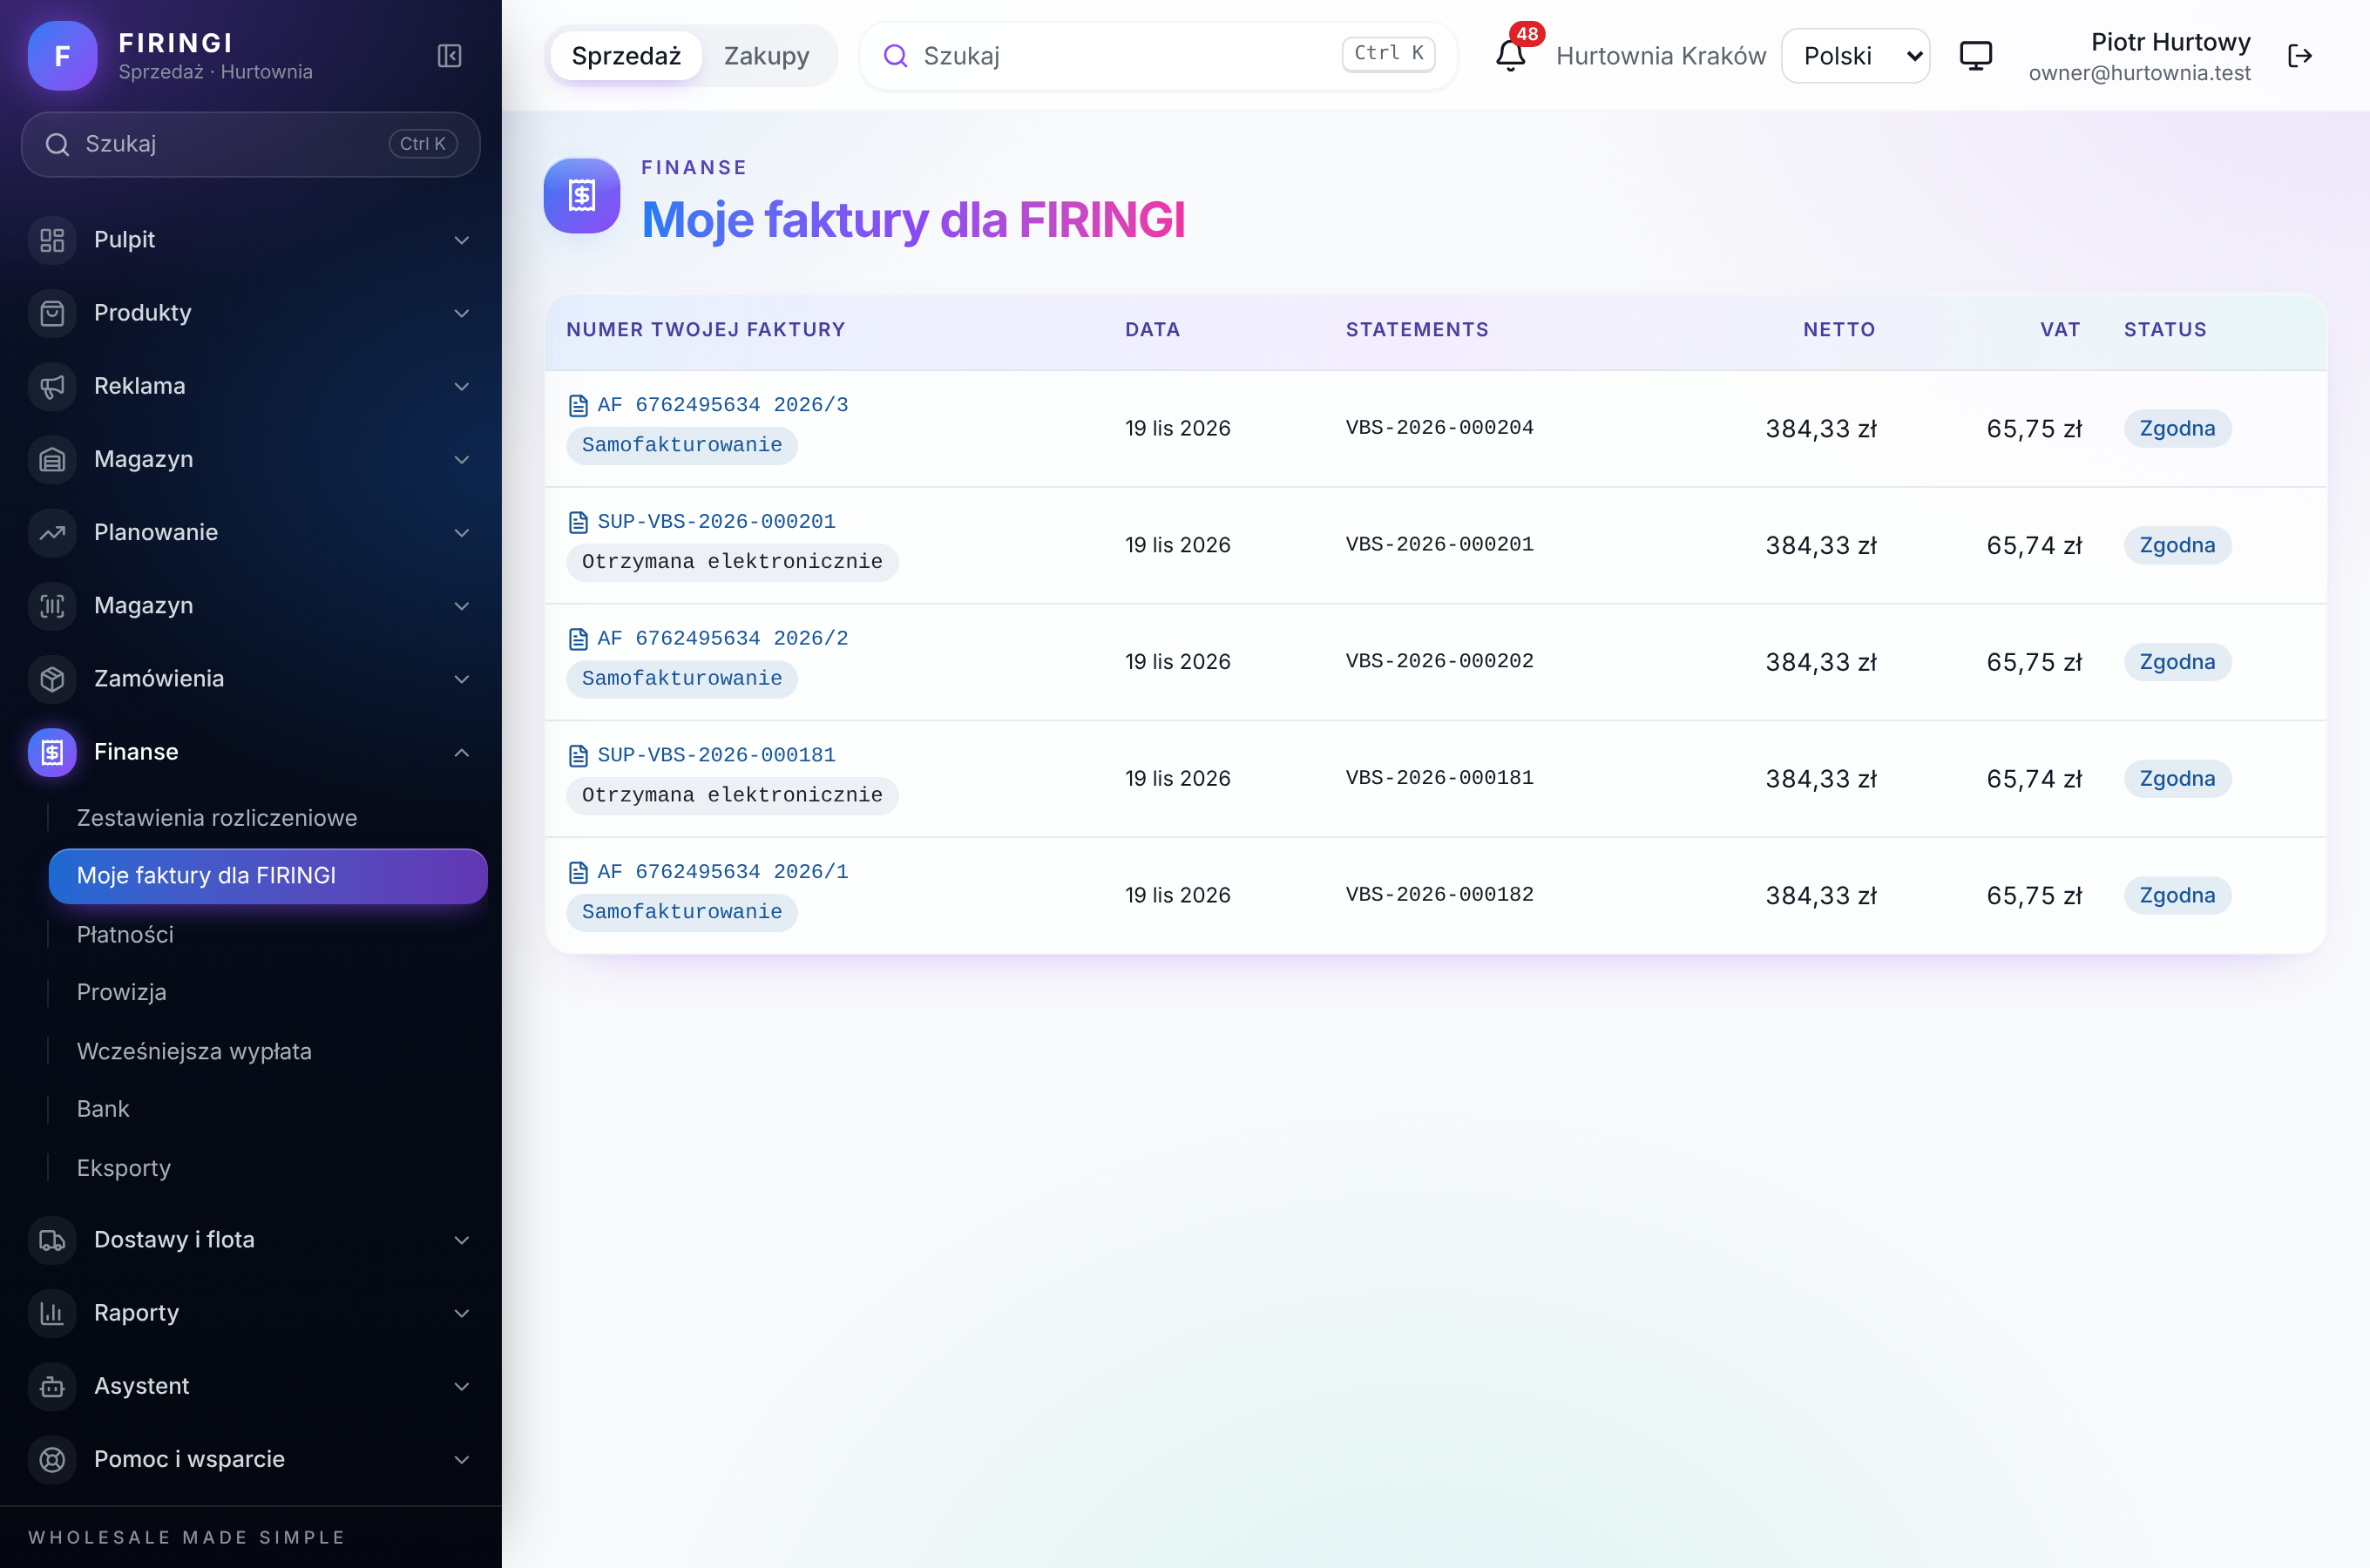 F
FIRINGI
Sprzedaż · Hurtownia
Szukaj
Ctrl K
Pulpit
Produkty
Reklama
Magazyn
Planowanie
Magazyn
Zamówienia
Finanse
Zestawienia rozliczeniowe
Moje faktury dla FIRINGI
Płatności
Prowizja
Wcześniejsza wypłata
Bank
Eksporty
Dostawy i flota
Raporty
Asystent
Pomoc i wsparcie
WHOLESALE MADE SIMPLE
Sprzedaż Zakupy
Szukaj
Ctrl K
48
Hurtownia Kraków
Polski
Piotr Hurtowy
owner@hurtownia.test
FINANSE
Moje faktury dla FIRINGI
NUMER TWOJEJ FAKTURY DATA STATEMENTS NETTO VAT STATUS
AF 6762495634 2026/3
Samofakturowanie
19 lis 2026 VBS-2026-000204 384,33 zł 65,75 zł Zgodna
SUP-VBS-2026-000201
Otrzymana elektronicznie
19 lis 2026 VBS-2026-000201 384,33 zł 65,74 zł Zgodna
AF 6762495634 2026/2
Samofakturowanie
19 lis 2026 VBS-2026-000202 384,33 zł 65,75 zł Zgodna
SUP-VBS-2026-000181
Otrzymana elektronicznie
19 lis 2026 VBS-2026-000181 384,33 zł 65,74 zł Zgodna
AF 6762495634 2026/1
Samofakturowanie
19 lis 2026 VBS-2026-000182 384,33 zł 65,75 zł Zgodna